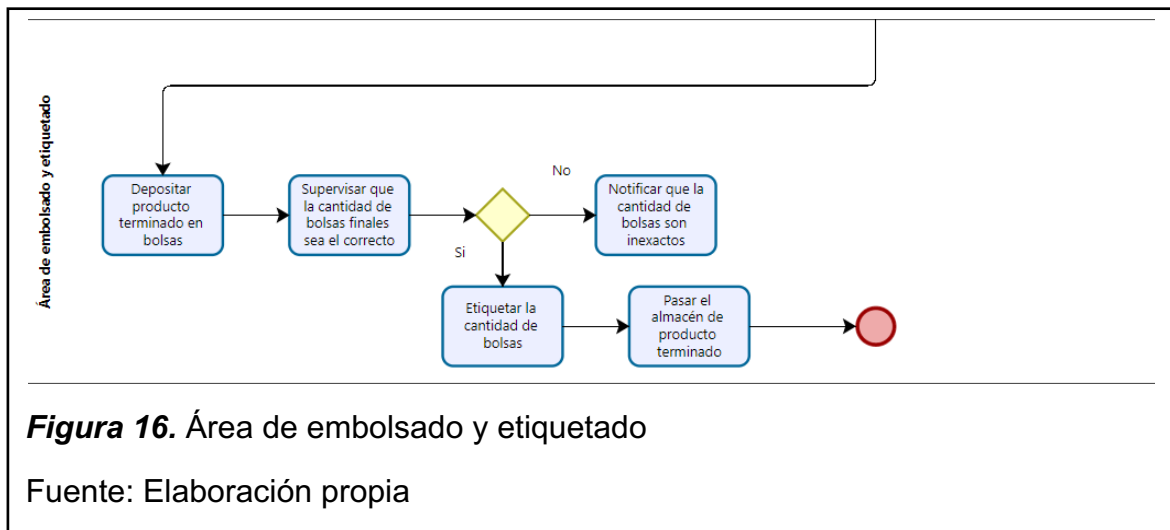 Área de embolsado y etiquetado
Depositar
producto
terminado en
bolsas
Supervisar que
la cantidad de
bolsas finales
sea el correcto
No
Notificar que la
cantidad de
bolsas son
inexactos
Si
Etiquetar la
cantidad de
bolsas
Pasar el
almacén de
producto
terminado
Figura 16. Área de embolsado y etiquetado
Fuente: Elaboración propia